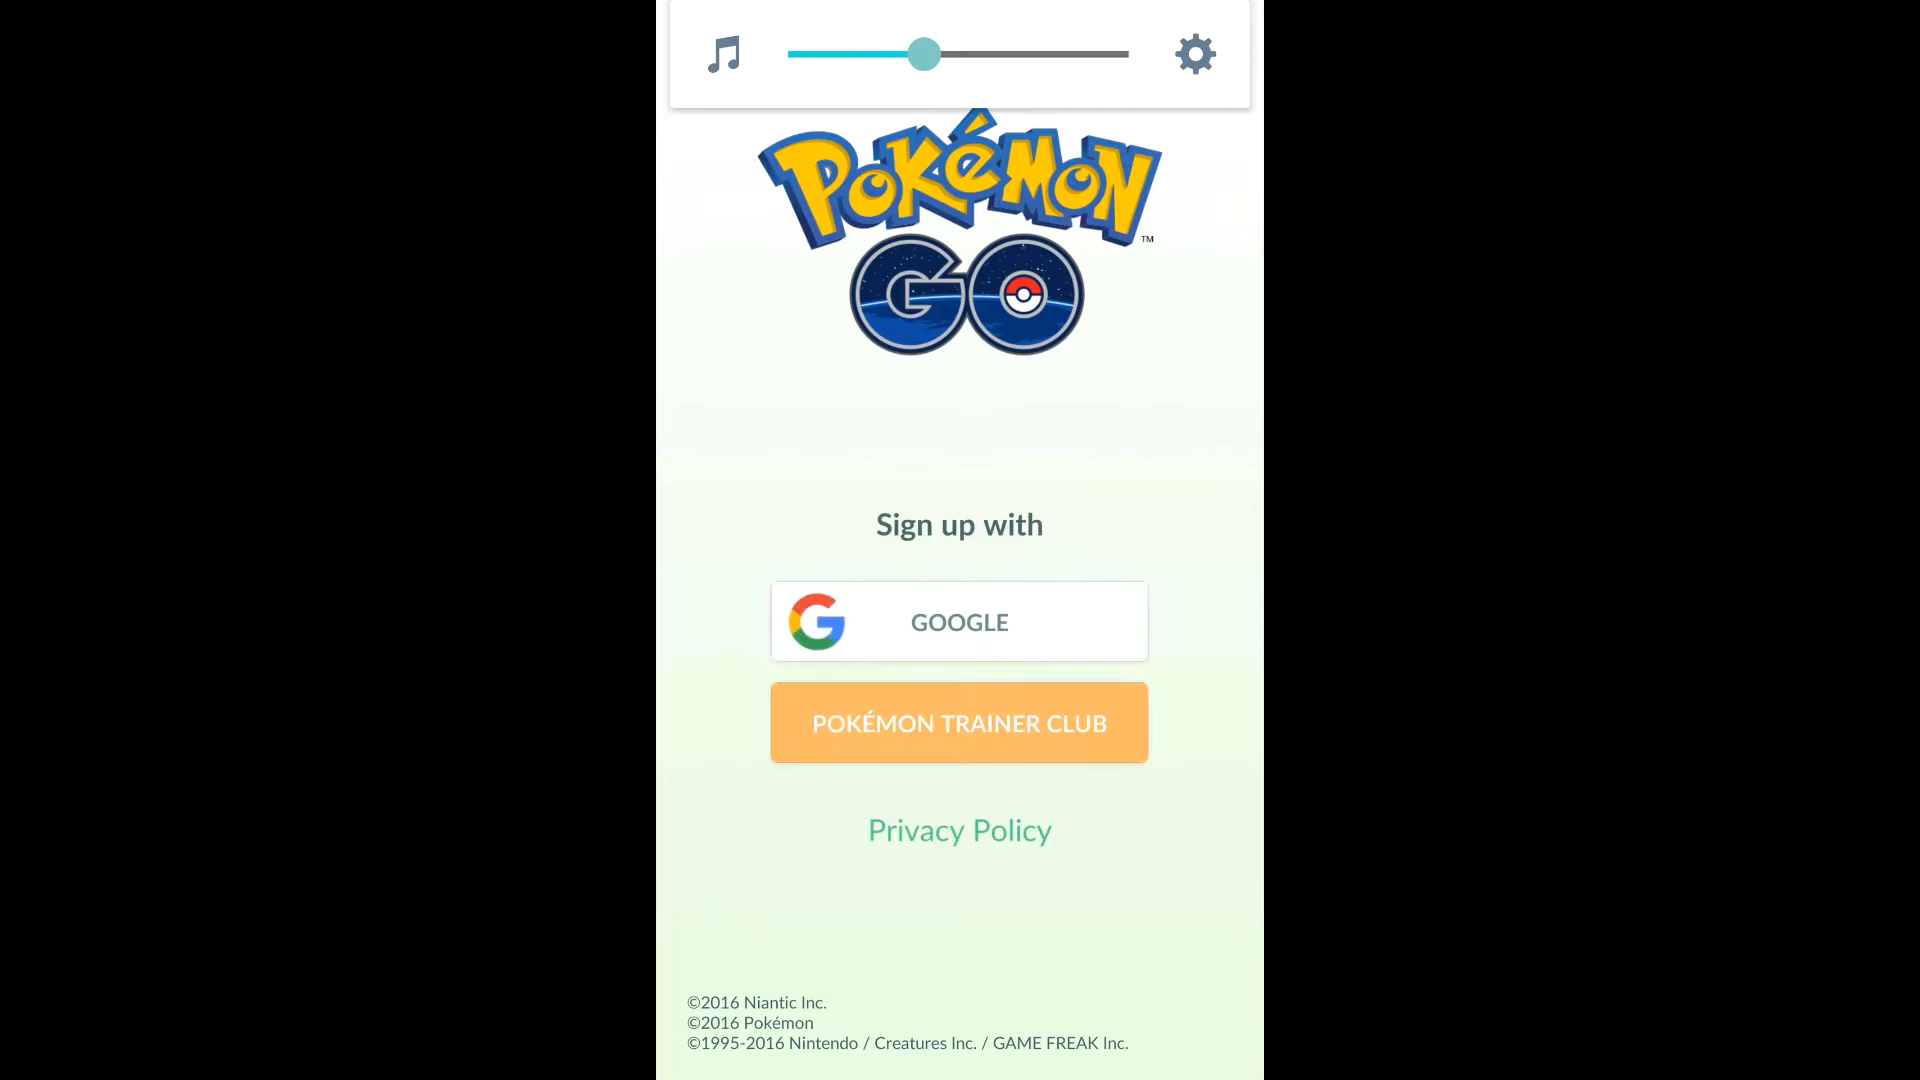 POKéMON
™
GO
Sign up with
GOOGLE
POKÉMON TRAINER CLUB
Privacy Policy
©2016 Niantic Inc.
©2016 Pokémon
©1995-2016 Nintendo / Creatures Inc. / GAME FREAK Inc.